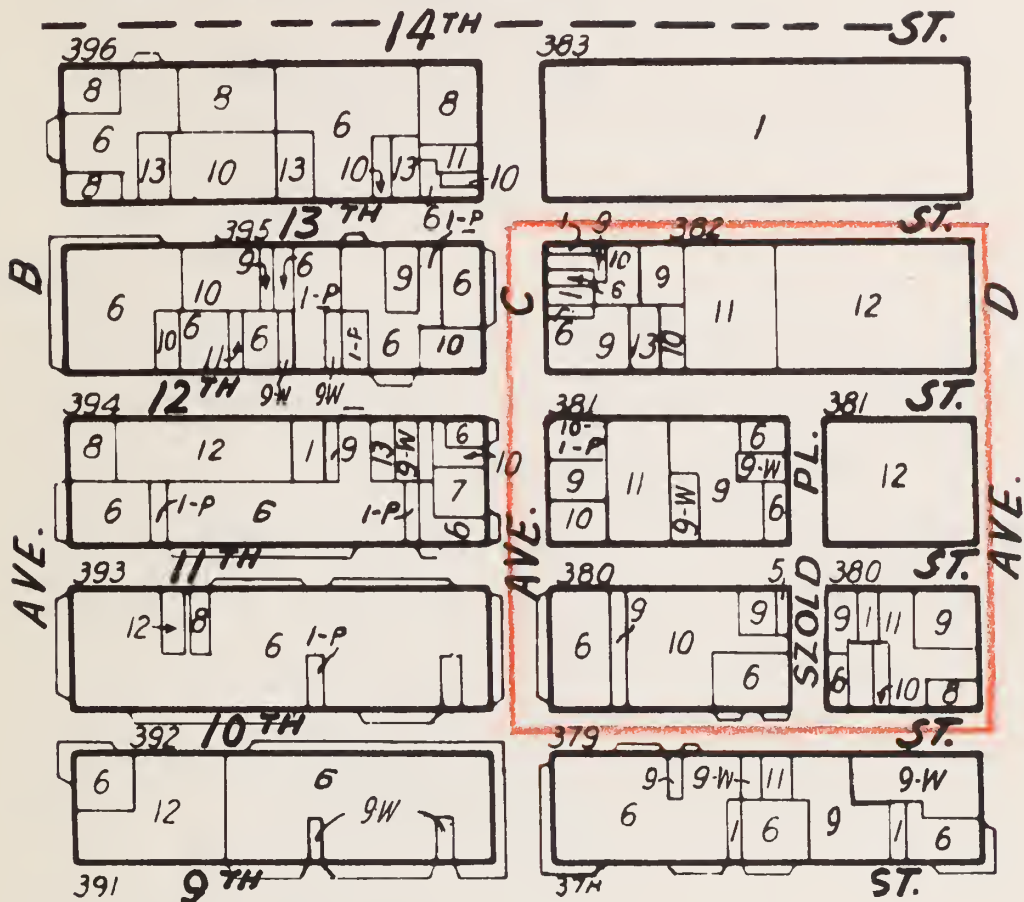 14TH ST.
396 383
8 8 6 8 1
6 13 10 13 10 13 11 10
8 6 1-P
395 13TH 382 ST.
B 6 10 9 6 1-P 9 6 C 1 9 10 6 9 11 12 D
10 6 11 6 9-W 9W 1-P 6 10 1 6 9 13 10
394 12TH 381 381 ST.
8 12 1 9 13 9-W 6 10 10-1-P 11 9-W 9 6 9-W 12
6 1-P 6 1-P 7 6 9 10 6
AVE. AVE. PL. AVE.
393 11TH 380 380 ST.
12 8 6 1-P 6 9 10 9 5 9 1 11 9
6 6 10 8
SZOLD
392 10TH 379 ST.
6 12 6 9W 6 9 9-W 11 9 9-W
1 6 1 6
391 9TH 37 ST.